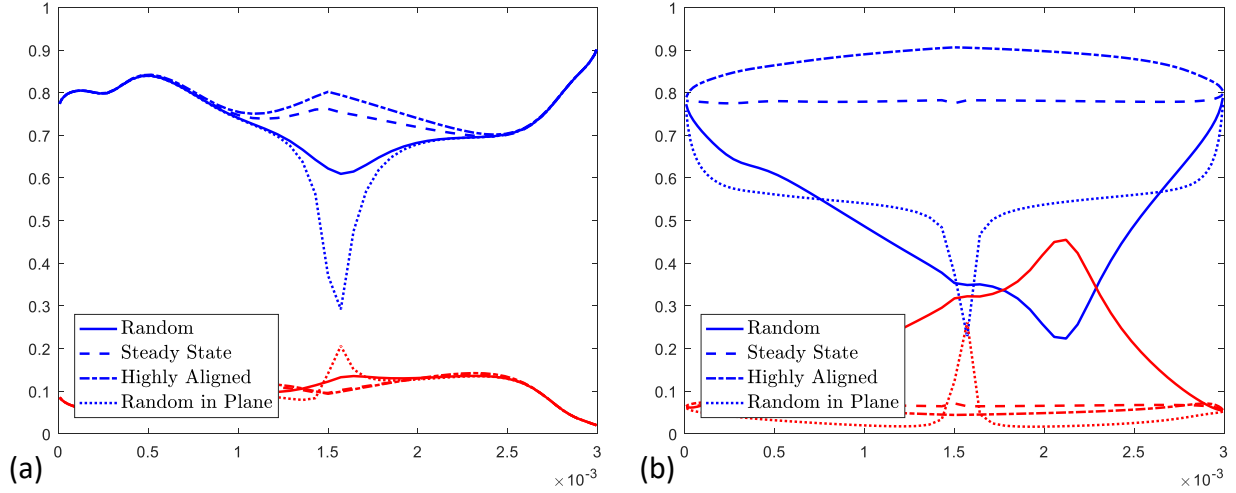 1
0.9
0.8
0.7
0.6
0.5
0.4
0.3
0.2
0.1
0
Random
Steady State
Highly Aligned
Random in Plane
0 0.5 1 1.5 2 2.5 3
×10⁻³
(a)
1
0.9
0.8
0.7
0.6
0.5
0.4
0.3
0.2
0.1
0
Random
Steady State
Highly Aligned
Random in Plane
0 0.5 1 1.5 2 2.5 3
×10⁻³
(b)